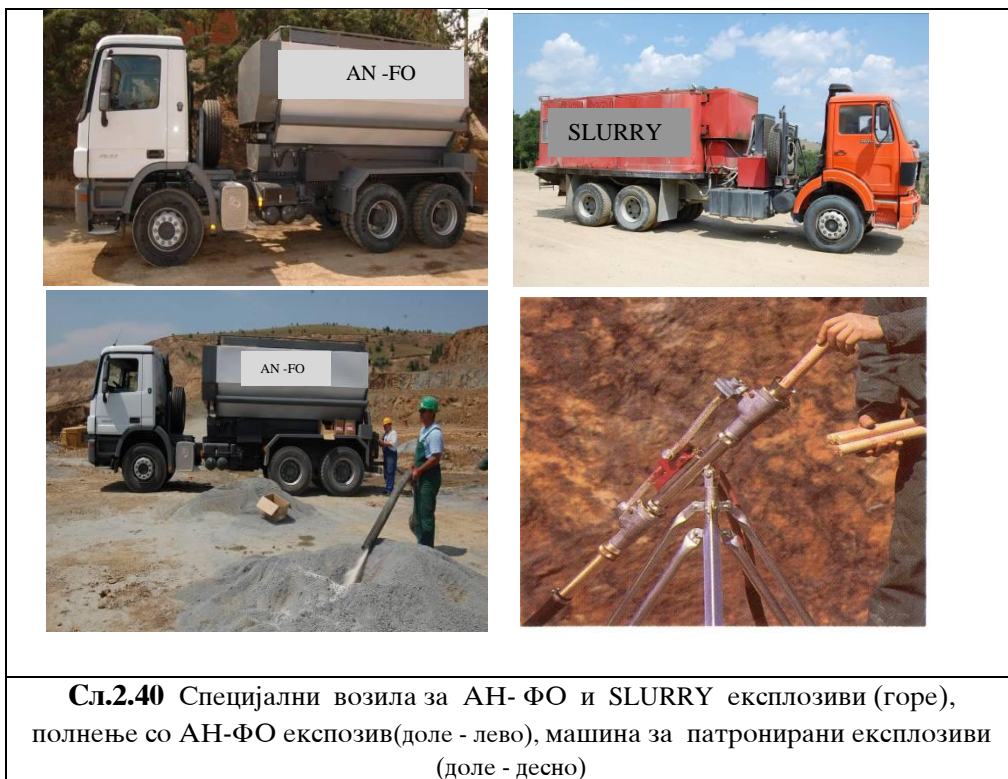 AN -FO
SLURRY
AN -FO
Сл.2.40 Специјални возила за АН- ФО и SLURRY експлозиви (горе),
полнење со АН-ФО експозив(доле - лево), машина за патронирани експлозиви
(доле - десно)